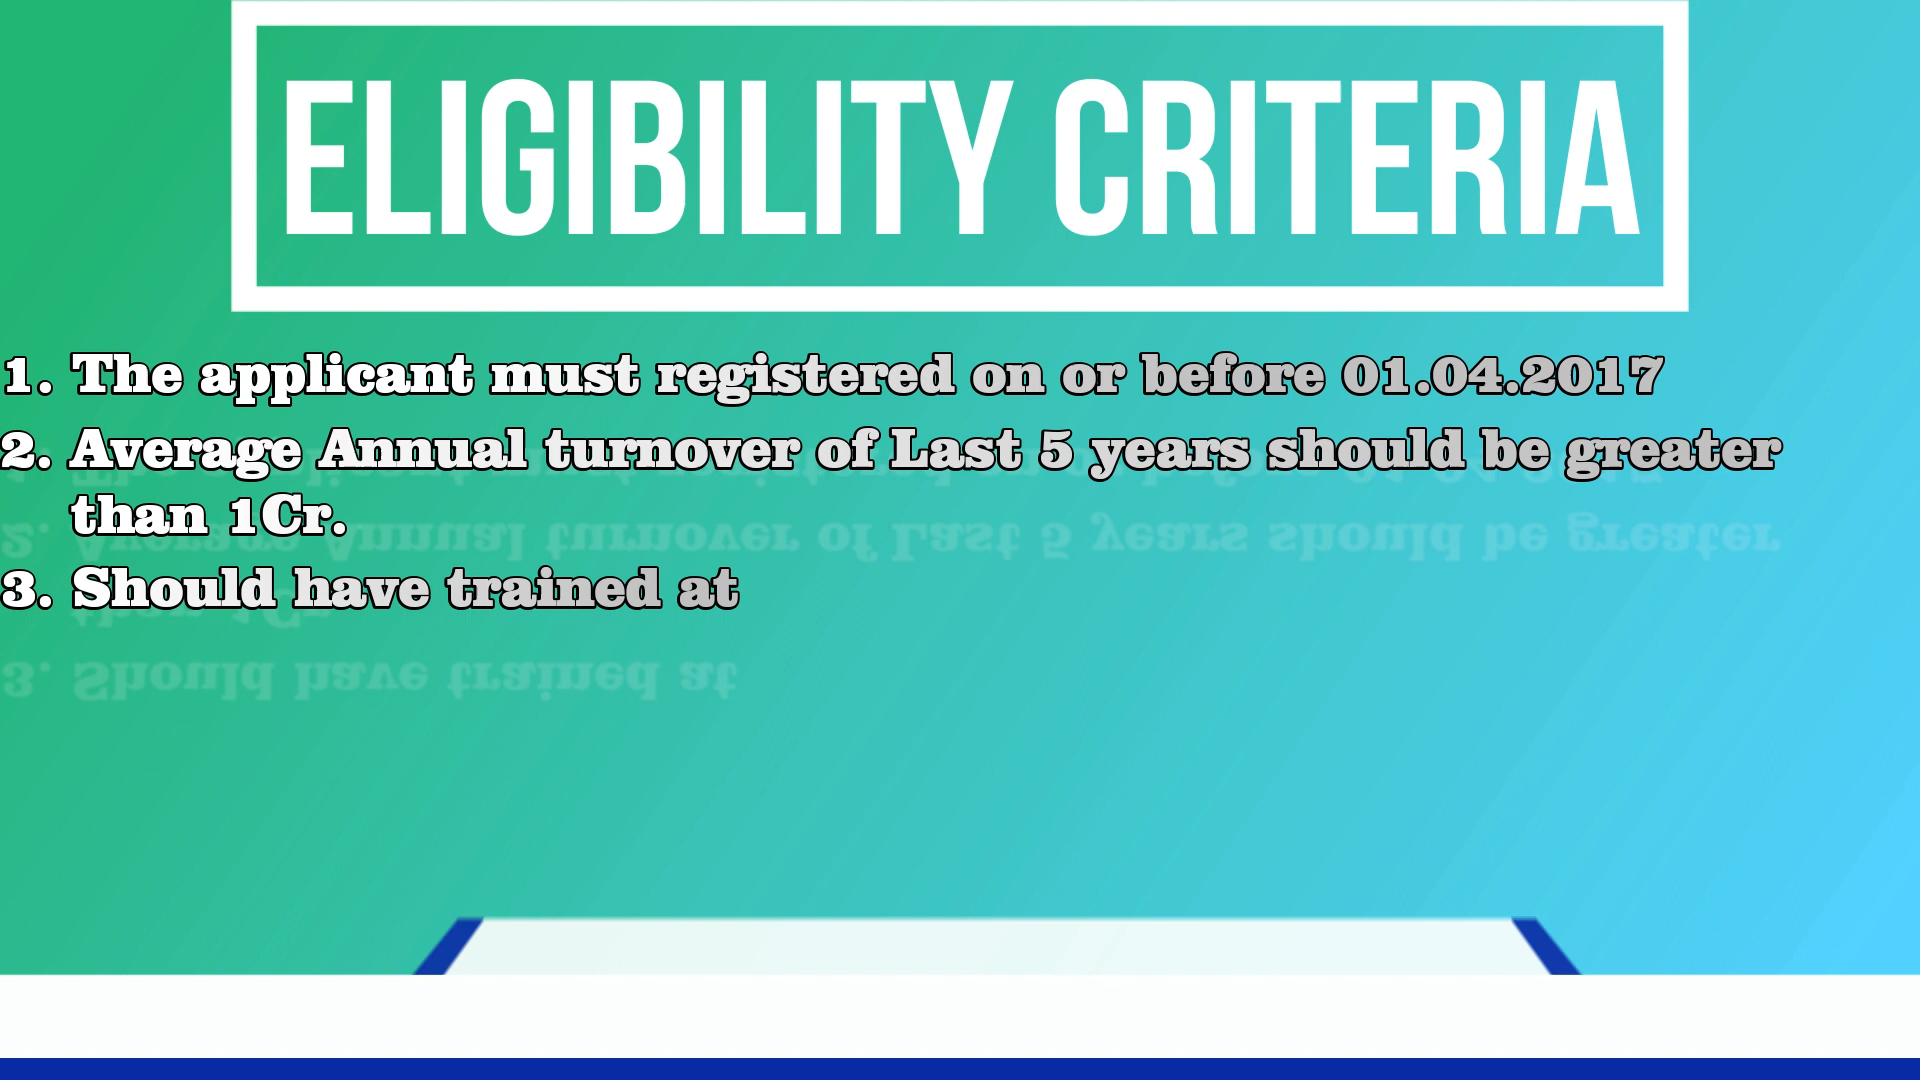 ELIGIBILITY CRITERIA
1. The applicant must registered on or before 01.04.2017
2. Average Annual turnover of Last 5 years should be greater
than 1Cr.
3. Should have trained at